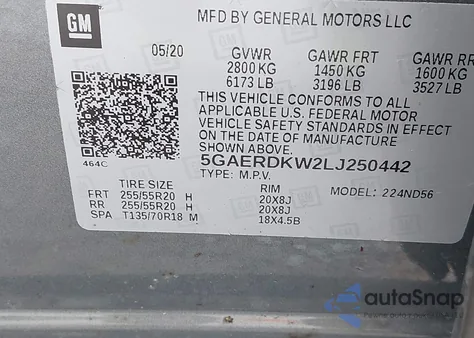 GM
MFD BY GENERAL MOTORS LLC
05/20 GVWR GAWR FRT GAWR RR
2800 KG 1450 KG 1600 KG
6173 LB 3196 LB 3527 LB
THIS VEHICLE CONFORMS TO ALL
APPLICABLE U.S. FEDERAL MOTOR
VEHICLE SAFETY STANDARDS IN EFFECT
ON THE DATE OF MANUFACTURE
SHOWN ABOVE.
464C 5GAERDKW2LJ250442
TYPE: M.P.V. MODEL: 224ND56
TIRE SIZE RIM
FRT 255/55R20 H 20X8J
RR 255/55R20 H 20X8J
SPA T135/70R18 M 18X4.5B
autoSnap